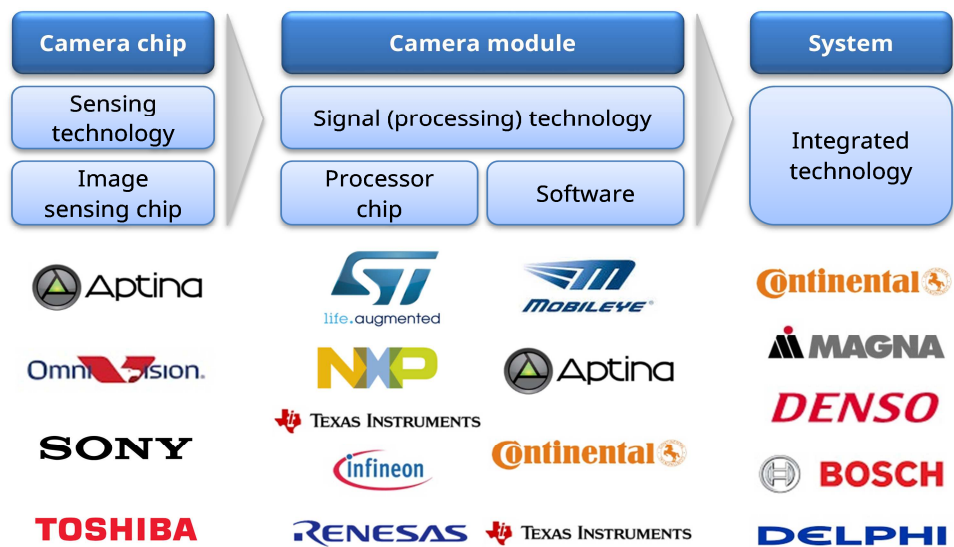 Camera chip
Camera module
System
Sensing
technology
Signal (processing) technology
Integrated
technology
Image
sensing chip
Processor
chip
Software
Aptina
OmniVision.
SONY
TOSHIBA
ST
life.augmented
NXP
TEXAS INSTRUMENTS
infineon
RENESAS
MOBILEYE®
Aptina
Continental
TEXAS INSTRUMENTS
Continental
MAGNA
DENSO
BOSCH
DELPHI